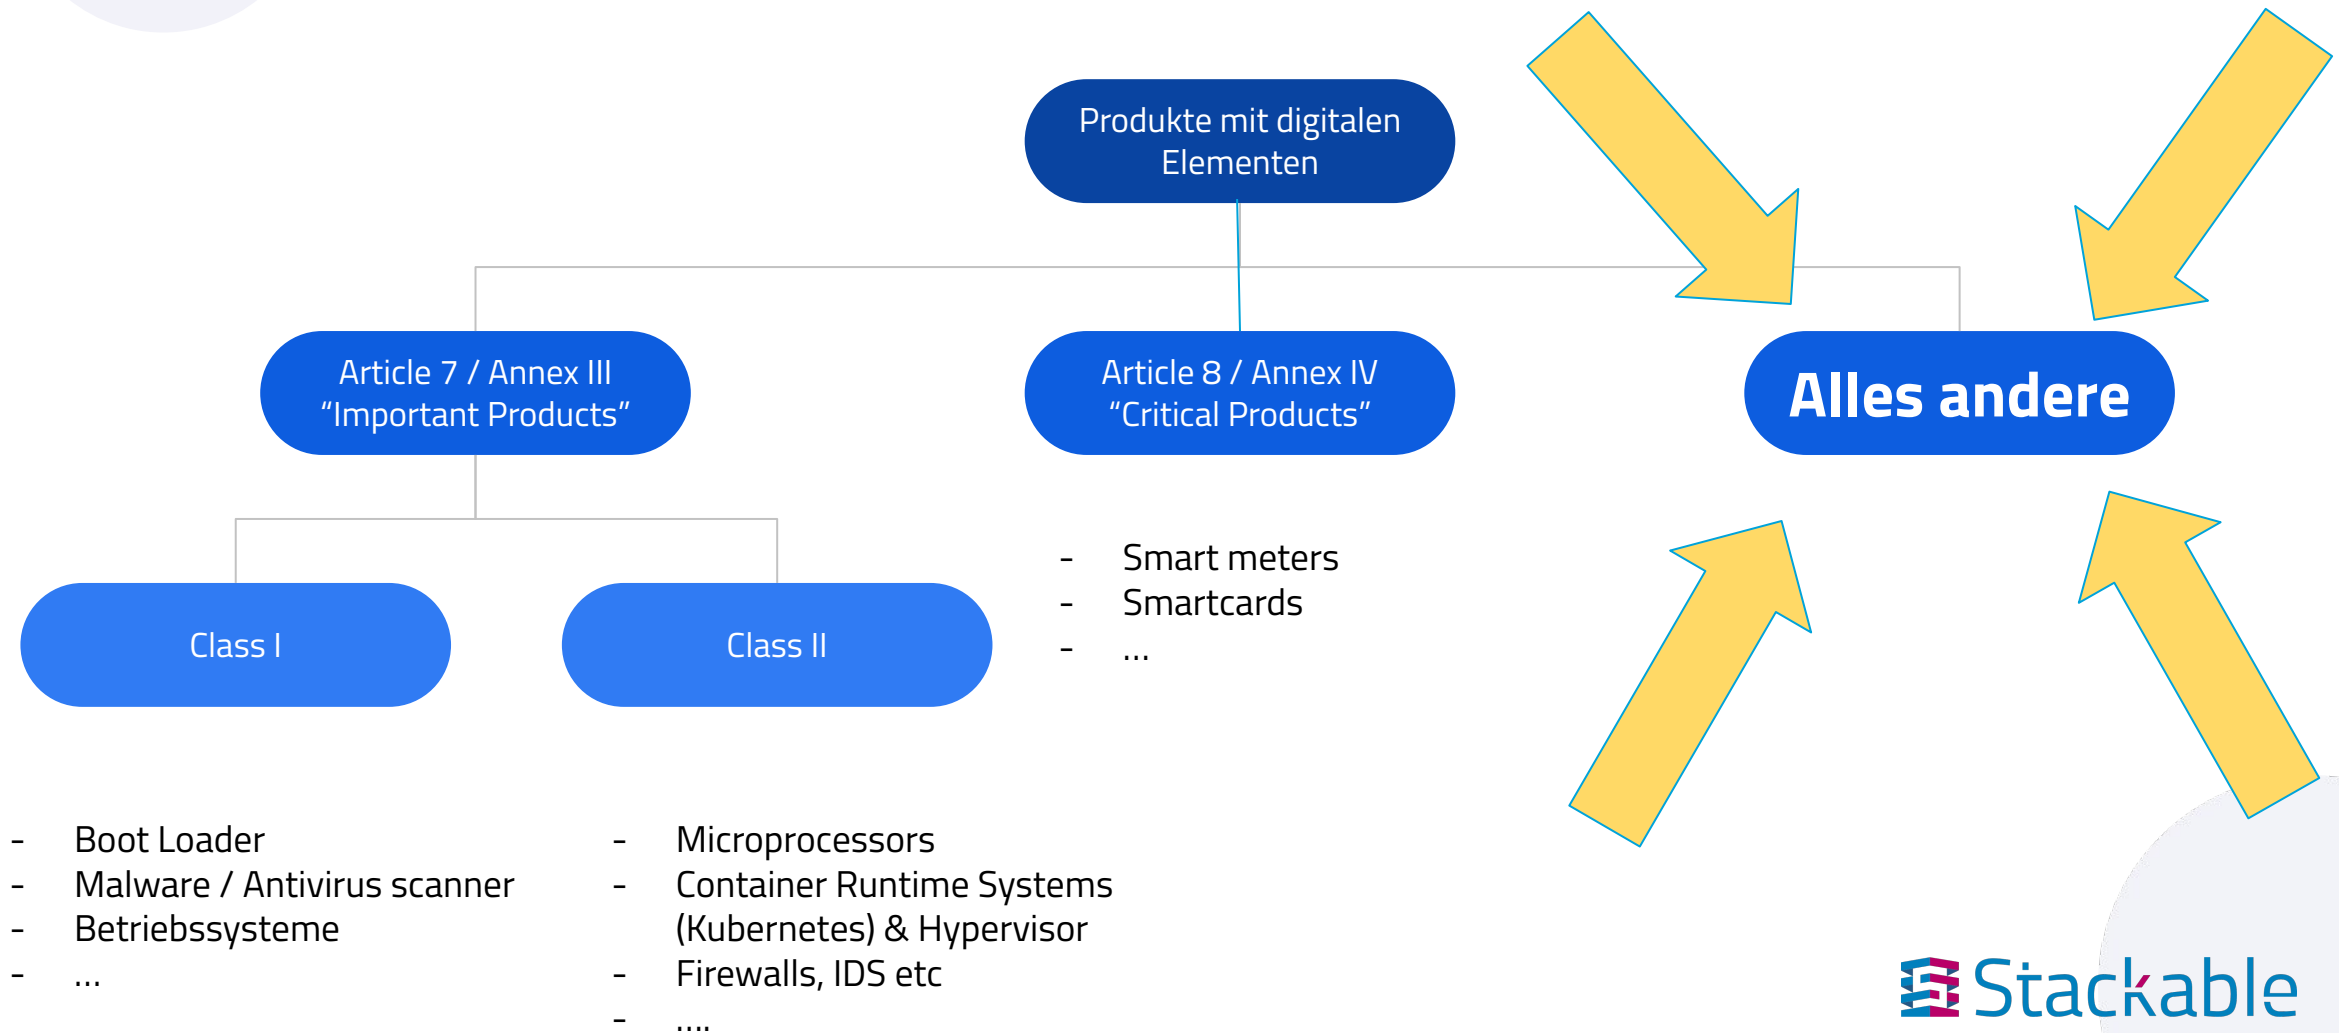 Produkte mit digitalen
Elementen
Article 7 / Annex III
“Important Products”
Article 8 / Annex IV
“Critical Products”
Alles andere
Class I
Class II
- Smart meters
- Smartcards
- ...
- Boot Loader
- Malware / Antivirus scanner
- Betriebssysteme
- ...
- Microprocessors
- Container Runtime Systems
(Kubernetes) & Hypervisor
- Firewalls, IDS etc
- ....
Stackable